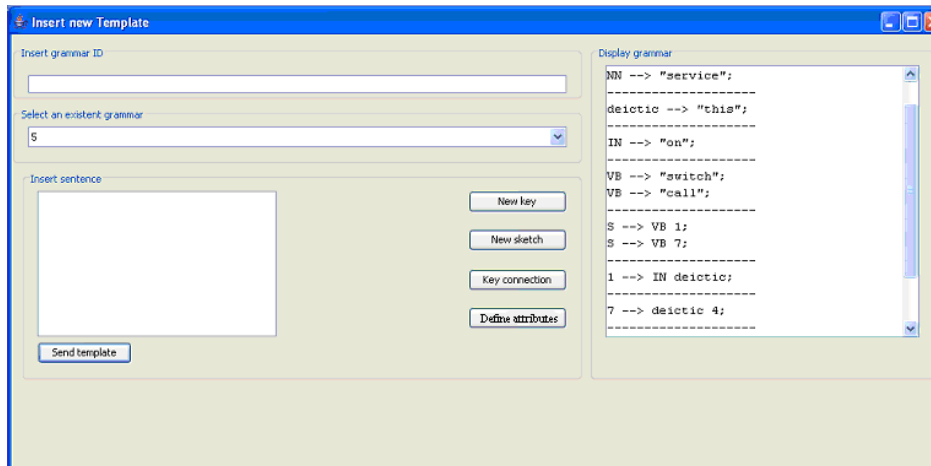 Insert new Template
Insert grammar ID
Select an existent grammar
S
Insert sentence
New key
New sketch
Key connection
Define attributes
Send template
Display grammar
NN --> "service";
--------------------
deictic --> "this";
--------------------
IN --> "on";
--------------------
VB --> "switch";
VB --> "call";
--------------------
S --> VB 1;
S --> VB 7;
--------------------
1 --> IN deictic;
--------------------
7 --> deictic 4;
--------------------